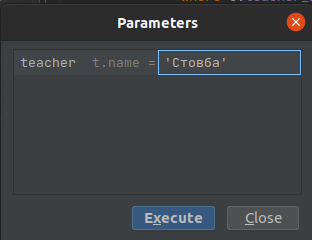 Parameters
teacher t.name = 'Стовба'
Execute
Close